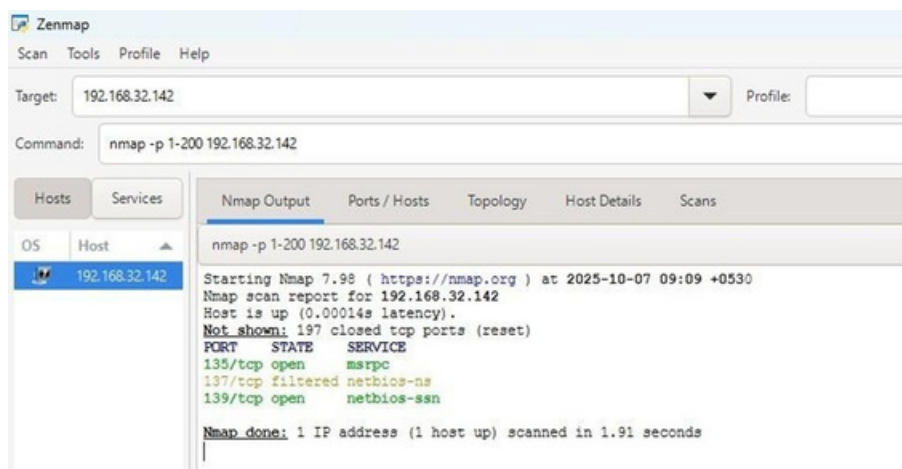 Zenmap
Scan Tools Profile Help
Target: 192.168.32.142 Profile:
Command: nmap -p 1-200 192.168.32.142
Hosts Services Nmap Output Ports / Hosts Topology Host Details Scans
OS Host nmap -p 1-200 192.168.32.142
192.168.32.142
Starting Nmap 7.98 ( https://nmap.org ) at 2025-10-07 09:09 +0530
Nmap scan report for 192.168.32.142
Host is up (0.00014s latency).
Not shown: 197 closed tcp ports (reset)
PORT STATE SERVICE
135/tcp open msrpc
137/tcp filtered netbios-ns
139/tcp open netbios-ssn
Nmap done: 1 IP address (1 host up) scanned in 1.91 seconds